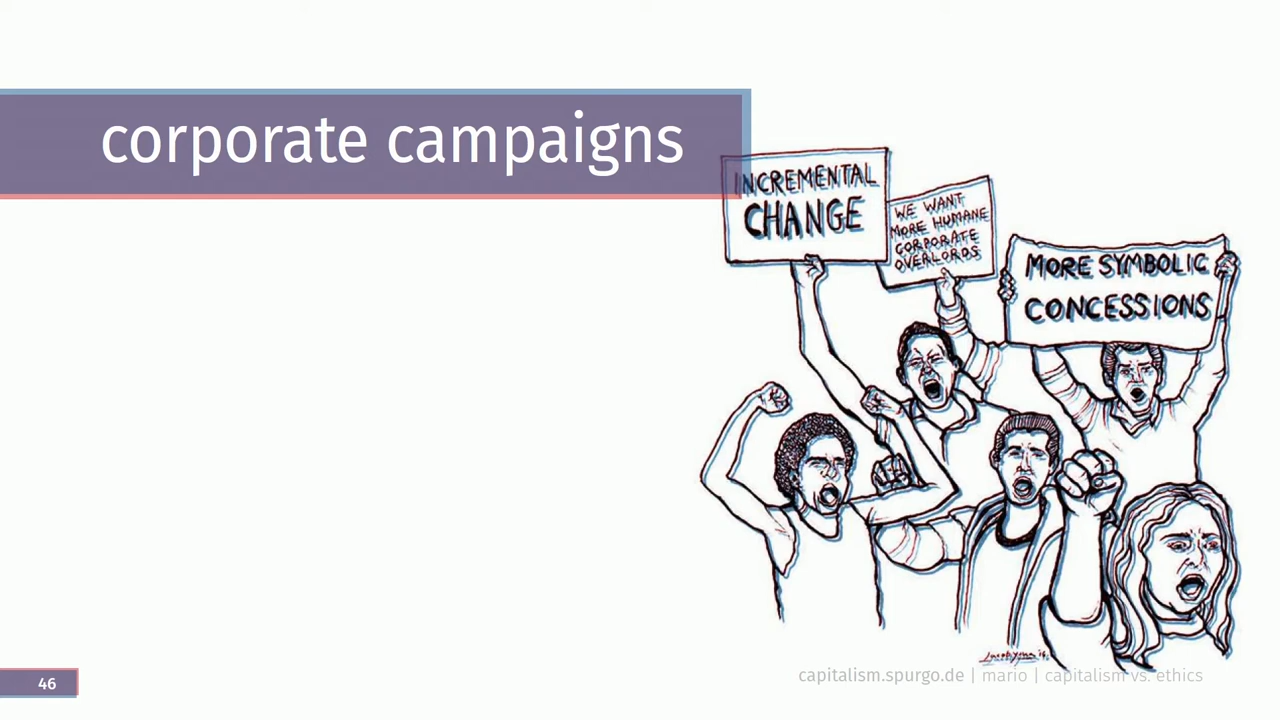 corporate campaigns
INCREMENTAL
CHANGE
WE WANT
MORE HUMANE
CORPORATE
OVERLORDS
MORE SYMBOLIC
CONCESSIONS
46
capitalism.spurgo.de | mario | capitalism vs. ethics